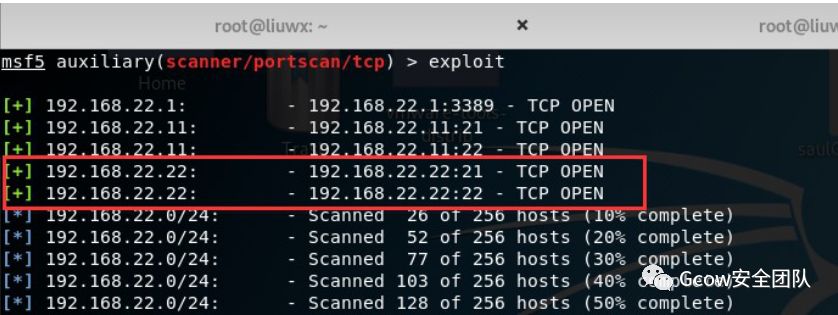 root@liuwx: ~ × root@liuw
msf5 auxiliary(scanner/portscan/tcp) > exploit
Home
[+] 192.168.22.1: - 192.168.22.1:3389 - TCP OPEN
[+] 192.168.22.11: - 192.168.22.11:21 - TCP OPEN
[+] 192.168.22.11: - 192.168.22.11:22 - TCP OPEN
[+] 192.168.22.22: - 192.168.22.22:21 - TCP OPEN
[+] 192.168.22.22: - 192.168.22.22:22 - TCP OPEN
[*] 192.168.22.0/24: - Scanned 26 of 256 hosts (10% complete)
[*] 192.168.22.0/24: - Scanned 52 of 256 hosts (20% complete)
[*] 192.168.22.0/24: - Scanned 77 of 256 hosts (30% complete)
[*] 192.168.22.0/24: - Scanned 103 of 256 hosts (40% complete)
[*] 192.168.22.0/24: - Scanned 128 of 256 hosts (50% complete)
Gcow安全团队